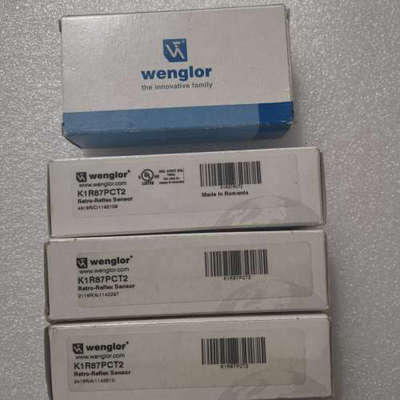 wenglor
the innovative family
wenglor
www.wenglor.com
K1R87PCT2
Retro-Reflex Sensor
K1R87PCT2
Made in Romania
wenglor
www.wenglor.com
K1R87PCT2
Retro-Reflex Sensor
K1R87PCT2
wenglor
www.wenglor.com
K1R87PCT2
Retro-Reflex Sensor
K1R87PCT2